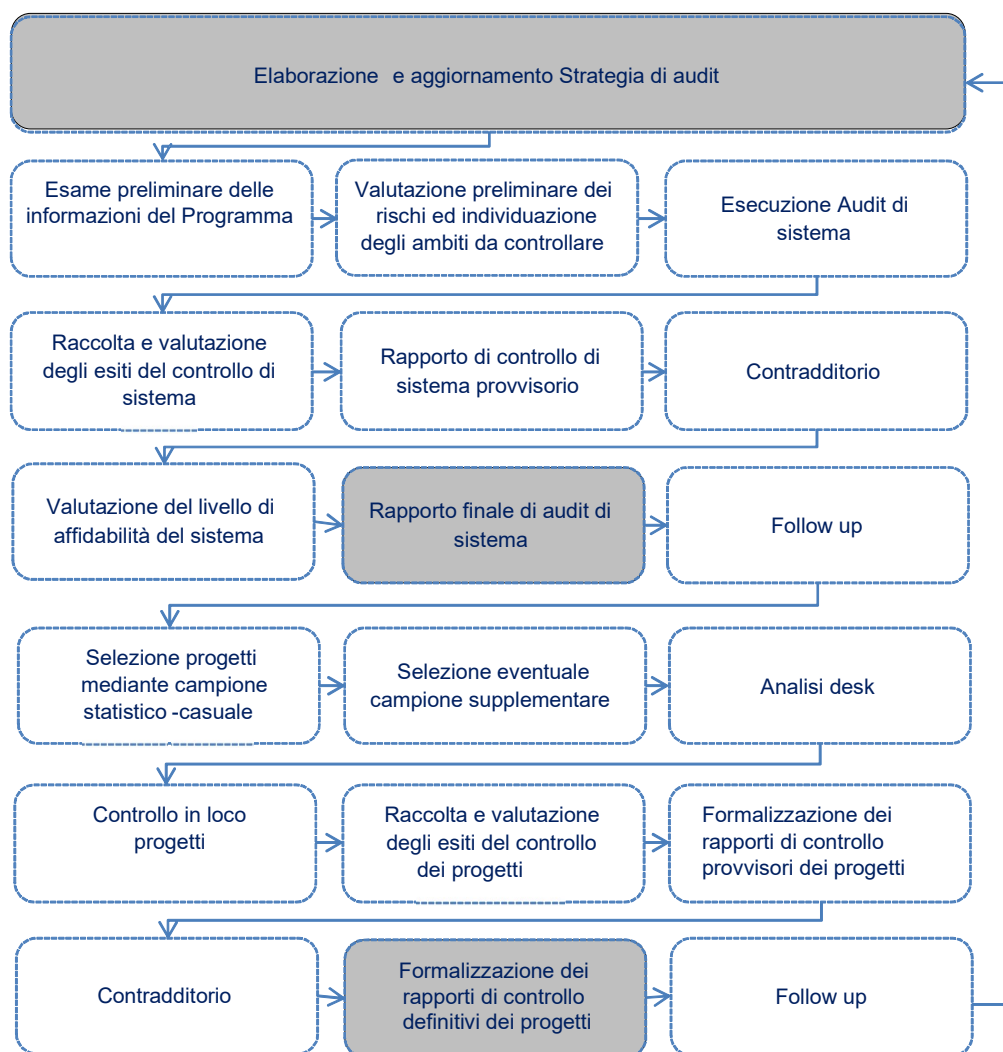 Elaborazione e aggiornamento Strategia di audit
Esame preliminare delle
informazioni del Programma
Valutazione preliminare dei
rischi ed individuazione
degli ambiti da controllare
Esecuzione Audit di
sistema
Raccolta e valutazione
degli esiti del controllo di
sistema
Rapporto di controllo di
sistema provvisorio
Contradditorio
Valutazione del livello di
affidabilità del sistema
Rapporto finale di audit di
sistema
Follow up
Selezione progetti
mediante campione
statistico -casuale
Selezione eventuale
campione supplementare
Analisi desk
Controllo in loco
progetti
Raccolta e valutazione
degli esiti del controllo
dei progetti
Formalizzazione dei
rapporti di controllo
provvisori dei progetti
Contradditorio
Formalizzazione dei
rapporti di controllo
definitivi dei progetti
Follow up